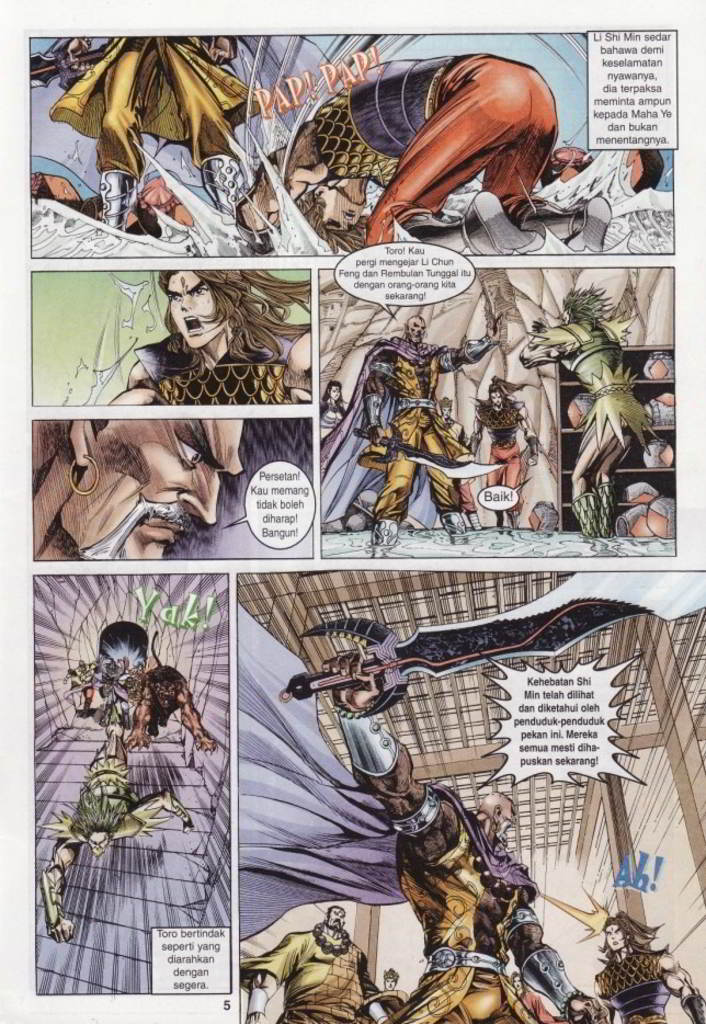 Li Shi Min sedar
bahawa demi
keselamatan
nyawanya,
dia terpaksa
meminta ampun
kepada Maha Ye
dan bukan
menentangnya.
PAP! PAP!
Toro! Kau
pergi mengejar Li Chun
Feng dan Rembulan Tunggal itu
dengan orang-orang kita
sekarang!
Baik!
Persetan!
Kau memang
tidak boleh
diharap!
Bangun!
Yak!
Toro bertindak
seperti yang
diarahkan
dengan
segera.
Kehebatan Shi
Min telah dilihat
dan diketahui oleh
penduduk-penduduk
pekan ini. Mereka
semua mesti diha-
puskan sekarang!
Ah!
5